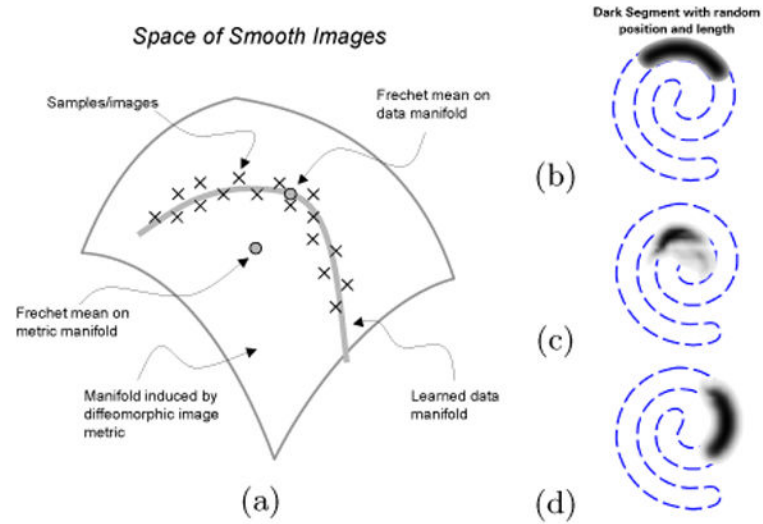 Space of Smooth Images
Samples/images
Frechet mean on
data manifold
Frechet mean on
metric manifold
Manifold induced by
diffeomorphic image
metric
Learned data
manifold
(a)
Dark Segment with random
position and length
(b)
(c)
(d)